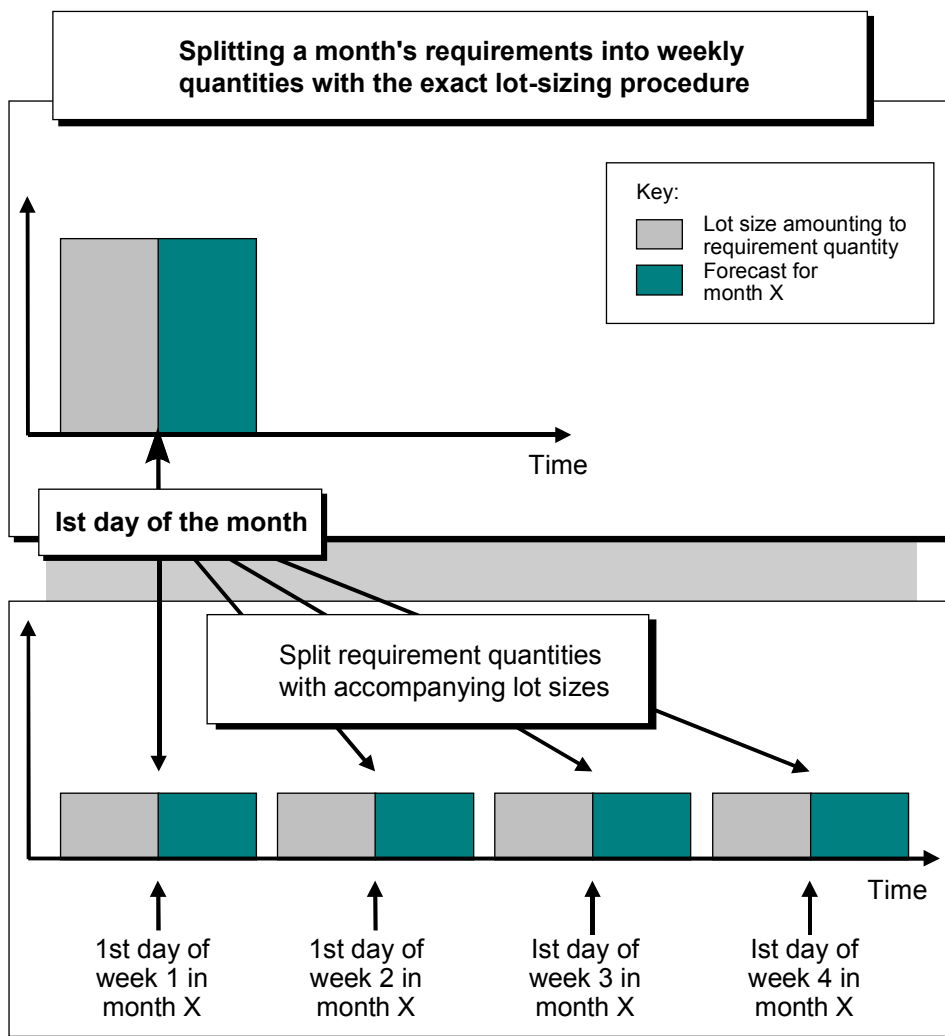 Splitting a month's requirements into weekly
quantities with the exact lot-sizing procedure
Key:
Lot size amounting to
requirement quantity
Forecast for
month X
Time
Ist day of the month
Split requirement quantities
with accompanying lot sizes
Time
1st day of
week 1 in
month X
1st day of
week 2 in
month X
Ist day of
week 3 in
month X
Ist day of
week 4 in
month X